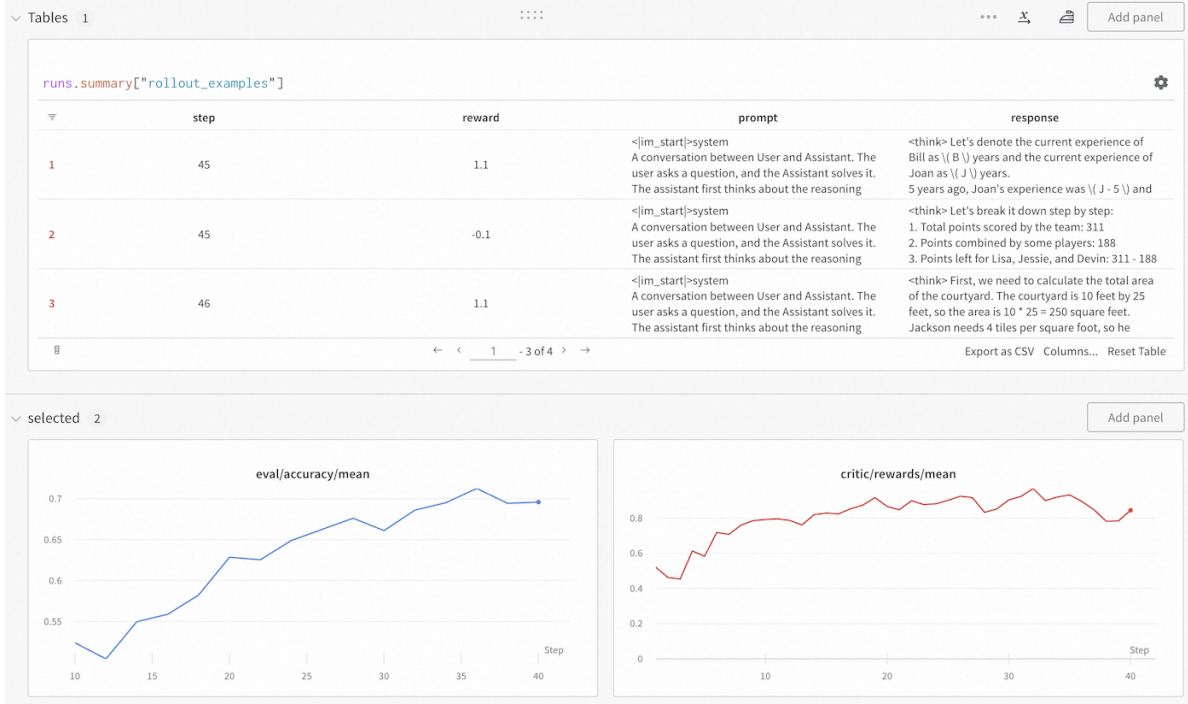 Tables 1
Add panel
runs.summary["rollout_examples"]
step reward prompt response
1 45 1.1
<|im_start|>system
A conversation between User and Assistant. The
user asks a question, and the Assistant solves it.
The assistant first thinks about the reasoning
<think> Let's denote the current experience of
Bill as \( B \) years and the current experience of
Joan as \( J \) years.
5 years ago, Joan's experience was \( J - 5 \) and
2 45 -0.1
<|im_start|>system
A conversation between User and Assistant. The
user asks a question, and the Assistant solves it.
The assistant first thinks about the reasoning
<think> Let's break it down step by step:
1. Total points scored by the team: 311
2. Points combined by some players: 188
3. Points left for Lisa, Jessie, and Devin: 311 - 188
3 46 1.1
<|im_start|>system
A conversation between User and Assistant. The
user asks a question, and the Assistant solves it.
The assistant first thinks about the reasoning
<think> First, we need to calculate the total area
of the courtyard. The courtyard is 10 feet by 25
feet, so the area is 10 * 25 = 250 square feet.
Jackson needs 4 tiles per square foot, so he
1 - 3 of 4
Export as CSV Columns... Reset Table
selected 2
Add panel
eval/accuracy/mean
0.7
0.65
0.6
0.55
Step
10 15 20 25 30 35 40
critic/rewards/mean
0.8
0.6
0.4
0.2
0
Step
10 20 30 40